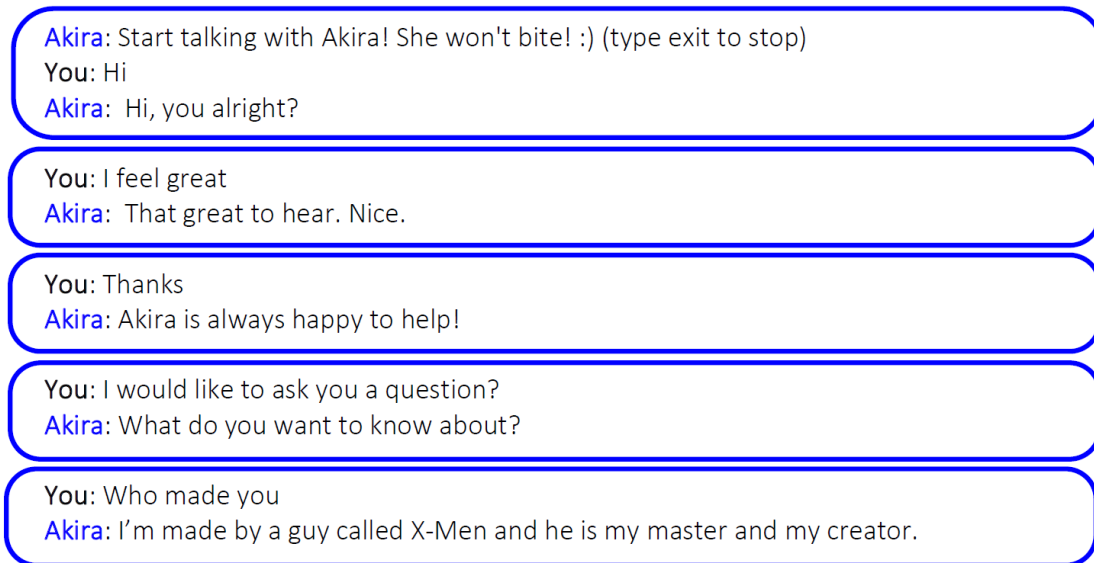 Akira: Start talking with Akira! She won't bite! :) (type exit to stop)
You: Hi
Akira: Hi, you alright?
You: I feel great
Akira: That great to hear. Nice.
You: Thanks
Akira: Akira is always happy to help!
You: I would like to ask you a question?
Akira: What do you want to know about?
You: Who made you
Akira: I’m made by a guy called X-Men and he is my master and my creator.